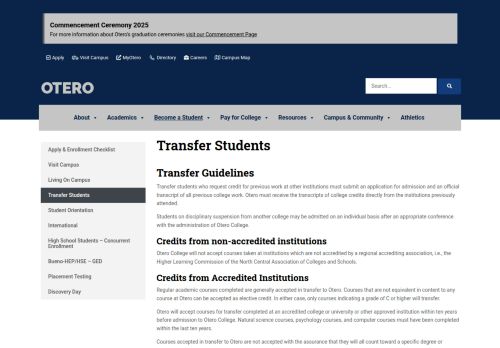 Commencement Ceremony 2025
For more information about Otero's graduation ceremonies visit our Commencement Page
Apply Visit Campus MyOtero Directory Careers Campus Map
OTERO
Search...
About Academics Become a Student Pay for College Resources Campus & Community Athletics
Apply & Enrollment Checklist
Visit Campus
Living On Campus
Transfer Students
Student Orientation
International
High School Students – Concurrent
Enrollment
Bueno-HEP/HSE – GED
Placement Testing
Discovery Day
Transfer Students
Transfer Guidelines
Transfer students who request credit for previous work at other institutions must submit an application for admission and an official
transcript of all previous college work. Otero must receive the transcripts of college credits directly from the institutions previously
attended.
Students on disciplinary suspension from another college may be admitted on an individual basis after an appropriate conference
with the administration of Otero College.
Credits from non-accredited institutions
Otero College will not accept courses taken at institutions which are not accredited by a regional accrediting association, i.e., the
Higher Learning Commission of the North Central Association of Colleges and Schools.
Credits from Accredited Institutions
Regular academic courses completed are generally accepted in transfer to Otero. Courses that are not equivalent in content to any
course at Otero can be accepted as elective credit. In either case, only courses indicating a grade of C or higher will transfer.
Otero will accept courses for transfer completed at an accredited college or university or other approved institution within ten years
before admission to Otero College. Natural science courses, psychology courses, and computer courses must have been completed
within the last ten years.
Courses accepted in transfer to Otero are not accepted with the assurance that they will all count toward a specific degree or